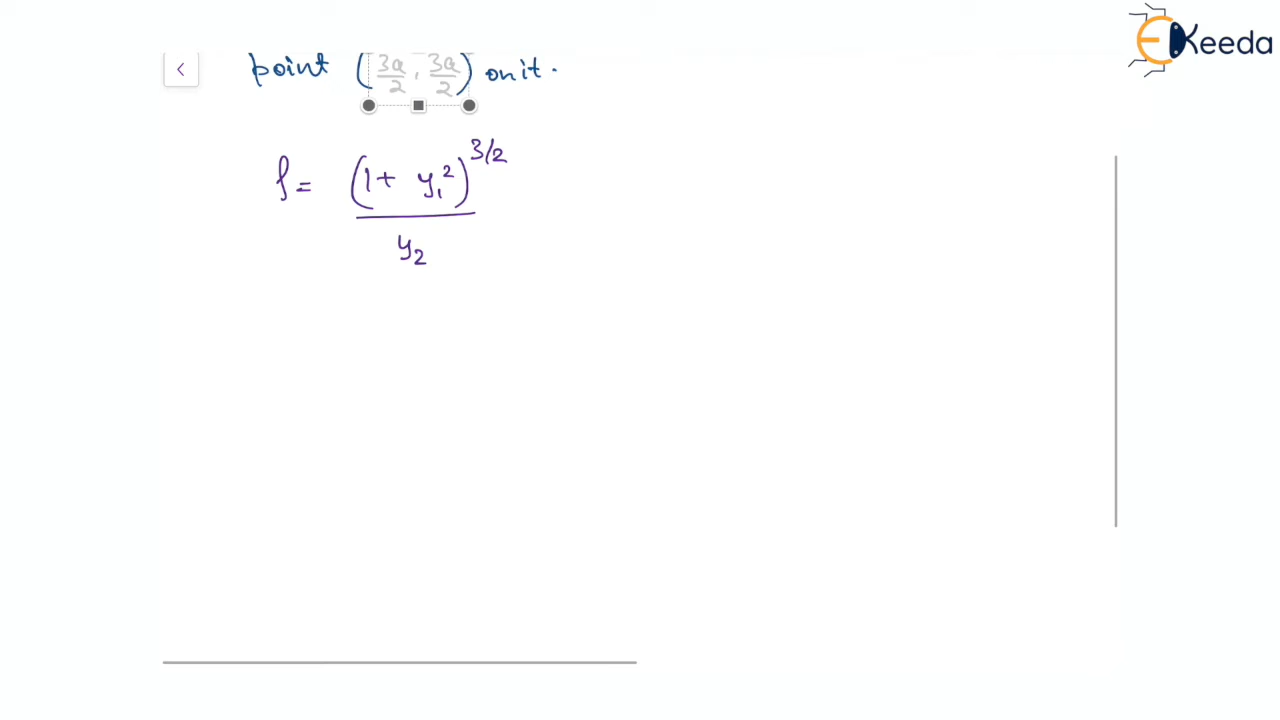 Keeda
point (3a/2, 3a/2) on it.
ρ = (1 + y₁²)^3/2 / y₂